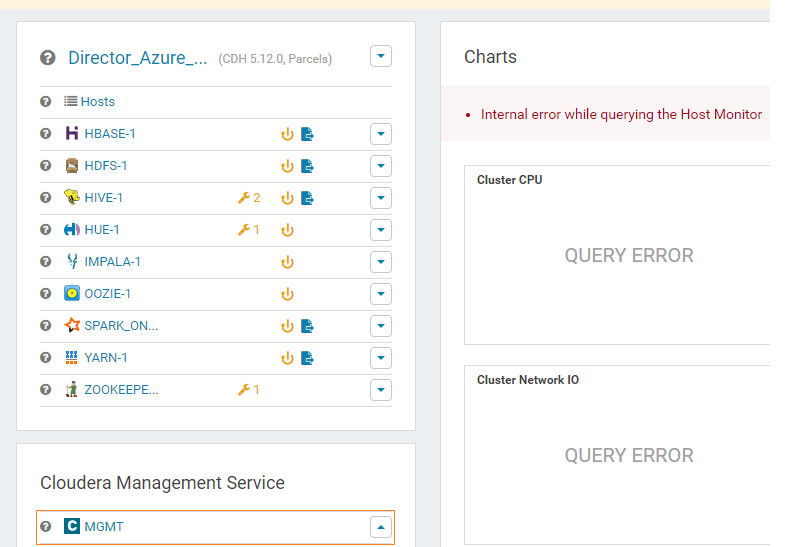 Director_Azure_... (CDH 5.12.0, Parcels)
Hosts
HBASE-1
HDFS-1
HIVE-1 2
HUE-1 1
IMPALA-1
OOZIE-1
SPARK_ON...
YARN-1
ZOOKEEPE... 1
Cloudera Management Service
C MGMT
Charts
Internal error while querying the Host Monitor
Cluster CPU
QUERY ERROR
Cluster Network IO
QUERY ERROR